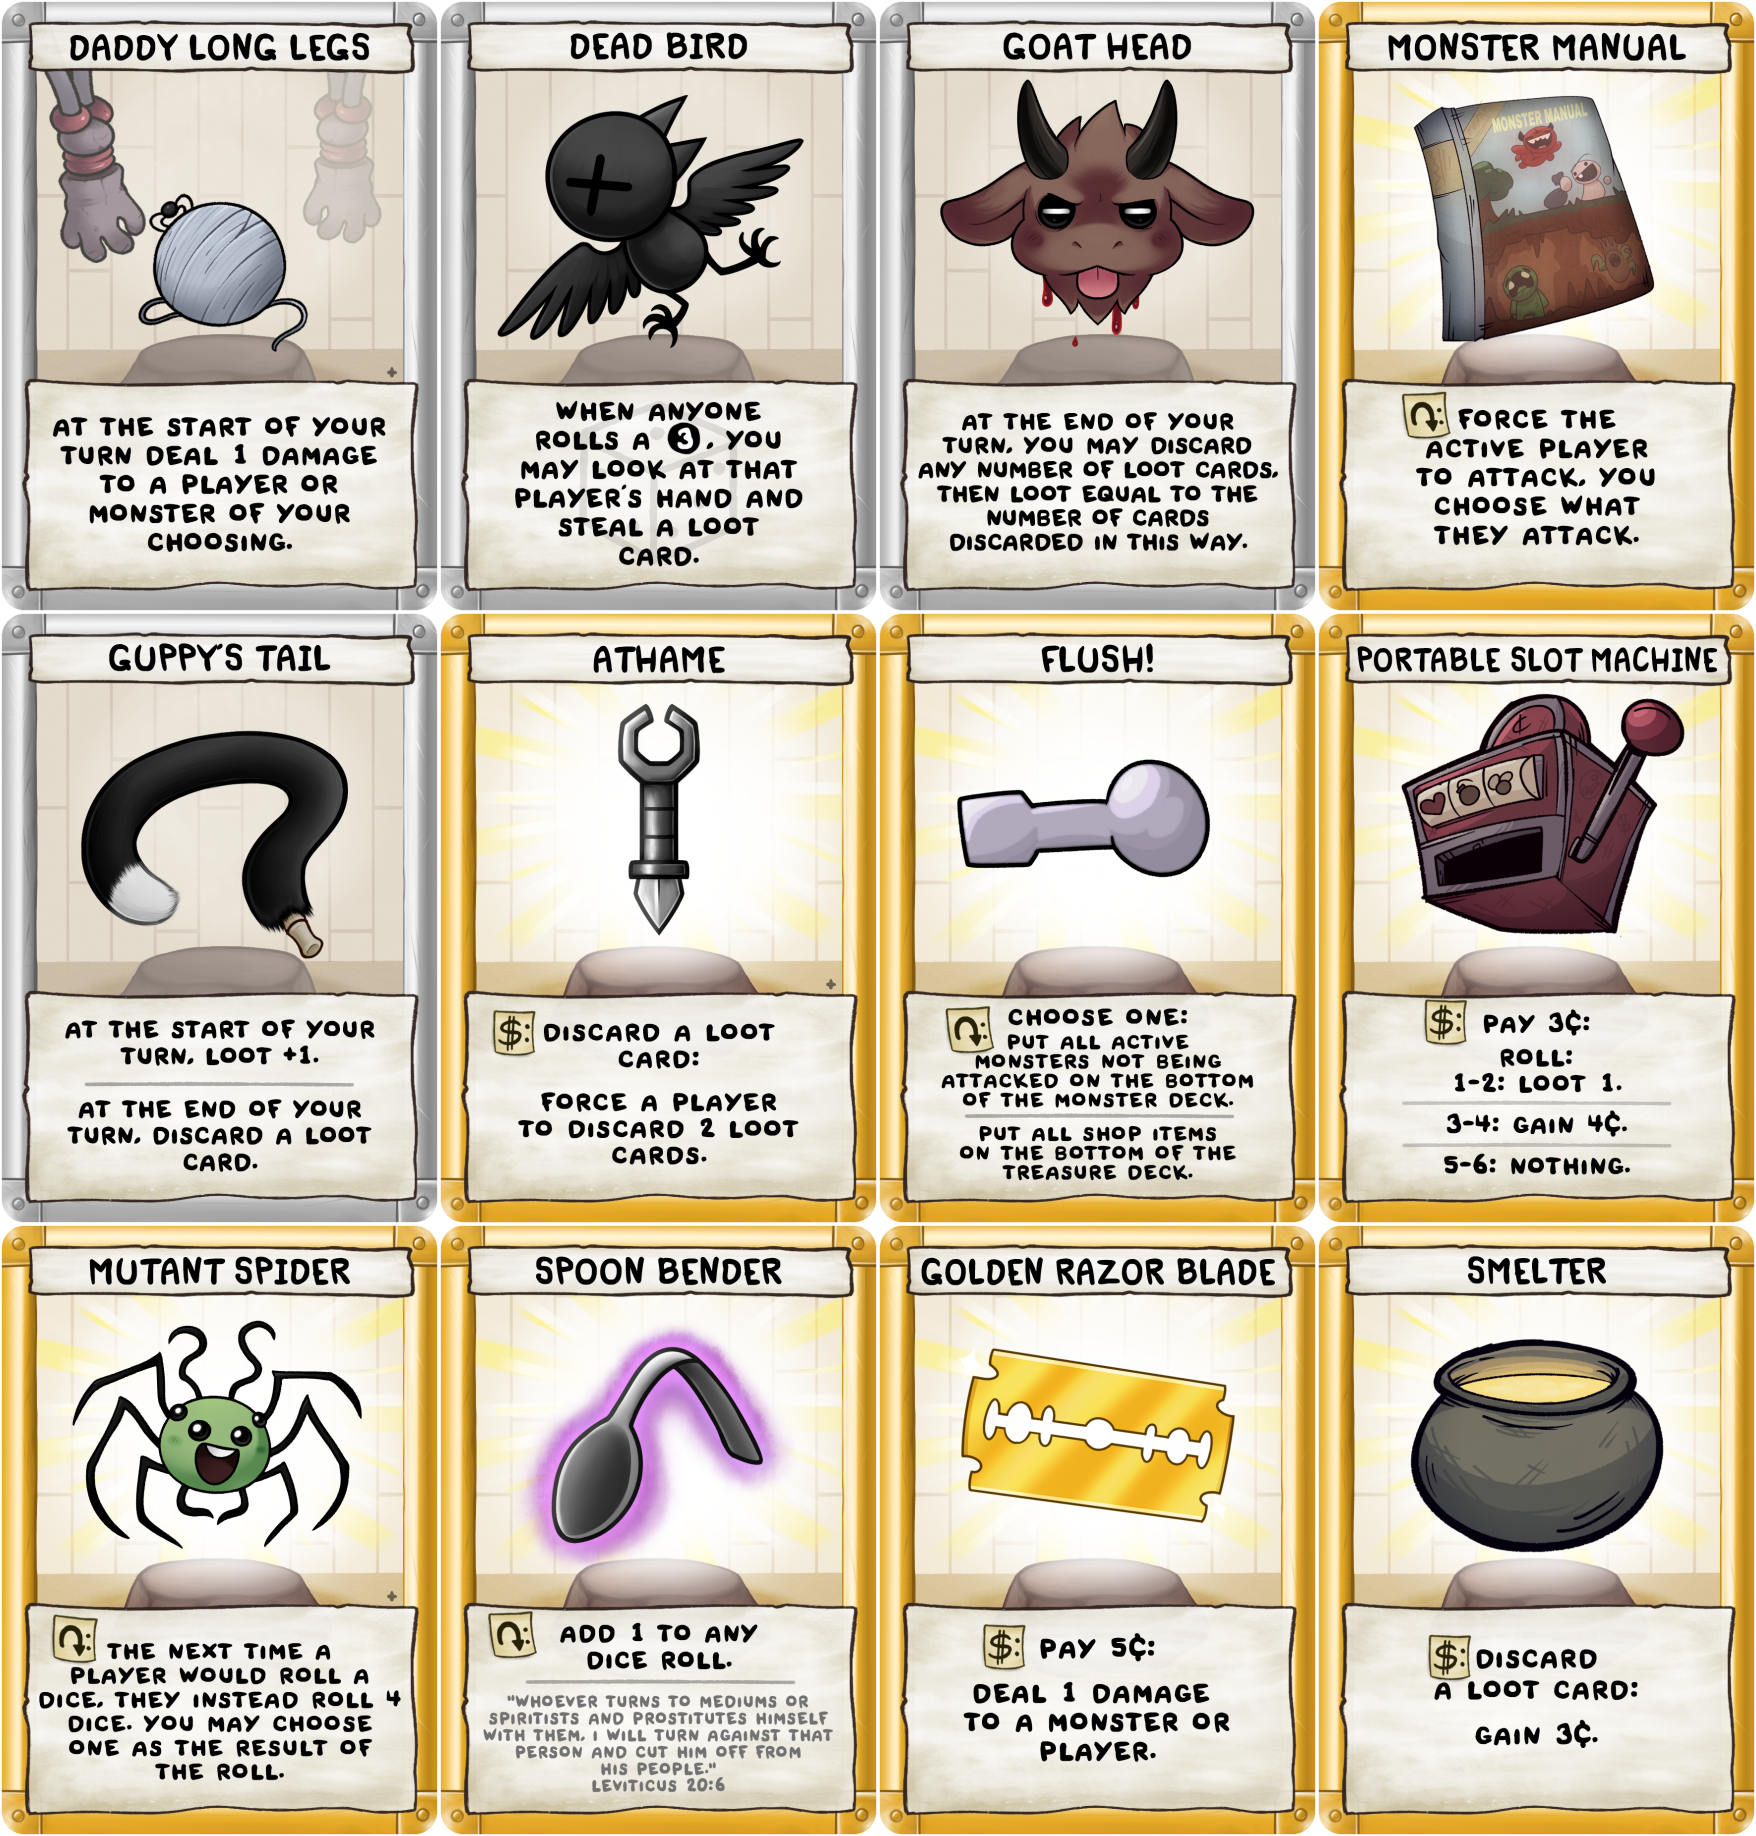 DADDY LONG LEGS
AT THE START OF YOUR
TURN DEAL 1 DAMAGE
TO A PLAYER OR
MONSTER OF YOUR
CHOOSING.
DEAD BIRD
WHEN ANYONE
ROLLS A 3, YOU
MAY LOOK AT THAT
PLAYER'S HAND AND
STEAL A LOOT
CARD.
GOAT HEAD
AT THE END OF YOUR
TURN, YOU MAY DISCARD
ANY NUMBER OF LOOT CARDS,
THEN LOOT EQUAL TO THE
NUMBER OF CARDS
DISCARDED IN THIS WAY.
MONSTER MANUAL
MONSTER MANUAL
FORCE THE
ACTIVE PLAYER
TO ATTACK, YOU
CHOOSE WHAT
THEY ATTACK.
GUPPY'S TAIL
AT THE START OF YOUR
TURN, LOOT +1.
AT THE END OF YOUR
TURN, DISCARD A LOOT
CARD.
ATHAME
$: DISCARD A LOOT
CARD:
FORCE A PLAYER
TO DISCARD 2 LOOT
CARDS.
FLUSH!
CHOOSE ONE:
PUT ALL ACTIVE
MONSTERS NOT BEING
ATTACKED ON THE BOTTOM
OF THE MONSTER DECK.
PUT ALL SHOP ITEMS
ON THE BOTTOM OF THE
TREASURE DECK.
PORTABLE SLOT MACHINE
¢
$: PAY 3¢:
ROLL:
1-2: LOOT 1.
3-4: GAIN 4¢.
5-6: NOTHING.
MUTANT SPIDER
THE NEXT TIME A
PLAYER WOULD ROLL A
DICE, THEY INSTEAD ROLL 4
DICE. YOU MAY CHOOSE
ONE AS THE RESULT OF
THE ROLL.
SPOON BENDER
ADD 1 TO ANY
DICE ROLL.
"WHOEVER TURNS TO MEDIUMS OR
SPIRITISTS AND PROSTITUTES HIMSELF
WITH THEM, I WILL TURN AGAINST THAT
PERSON AND CUT HIM OFF FROM
HIS PEOPLE."
LEVITICUS 20:6
GOLDEN RAZOR BLADE
$: PAY 5¢:
DEAL 1 DAMAGE
TO A MONSTER OR
PLAYER.
SMELTER
$: DISCARD
A LOOT CARD:
GAIN 3¢.